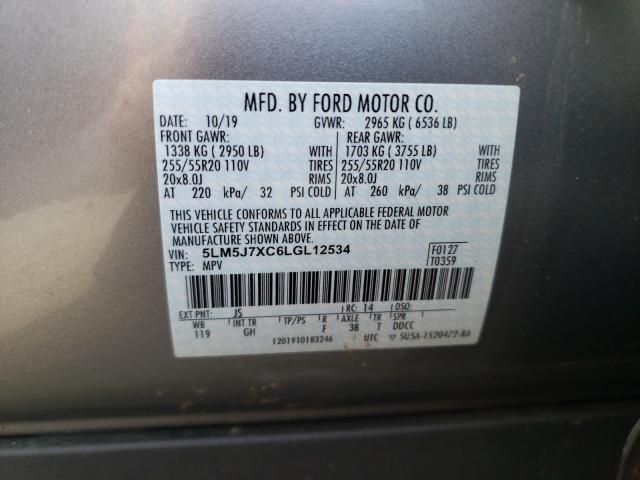 MFD. BY FORD MOTOR CO.
DATE: 10/19 GVWR: 2965 KG ( 6536 LB)
FRONT GAWR: REAR GAWR:
1338 KG ( 2950 LB) WITH 1703 KG ( 3755 LB) WITH
255/55R20 110V TIRES 255/55R20 110V TIRES
20x8.0J RIMS 20x8.0J RIMS
AT 220 kPa/ 32 PSI COLD AT 260 kPa/ 38 PSI COLD
THIS VEHICLE CONFORMS TO ALL APPLICABLE FEDERAL MOTOR
VEHICLE SAFETY STANDARDS IN EFFECT ON THE DATE OF
MANUFACTURE SHOWN ABOVE.
VIN: 5LM5J7XC6LGL12534 F0127
TYPE: MPV T0359
EXT PNT: JS RC: 14 DSO:
WB INT TR TP/PS R AXLE TR SPR
119 GH F 38 T DDCC
1201910183246 UTC ▽ 5U5A-1520472-BA